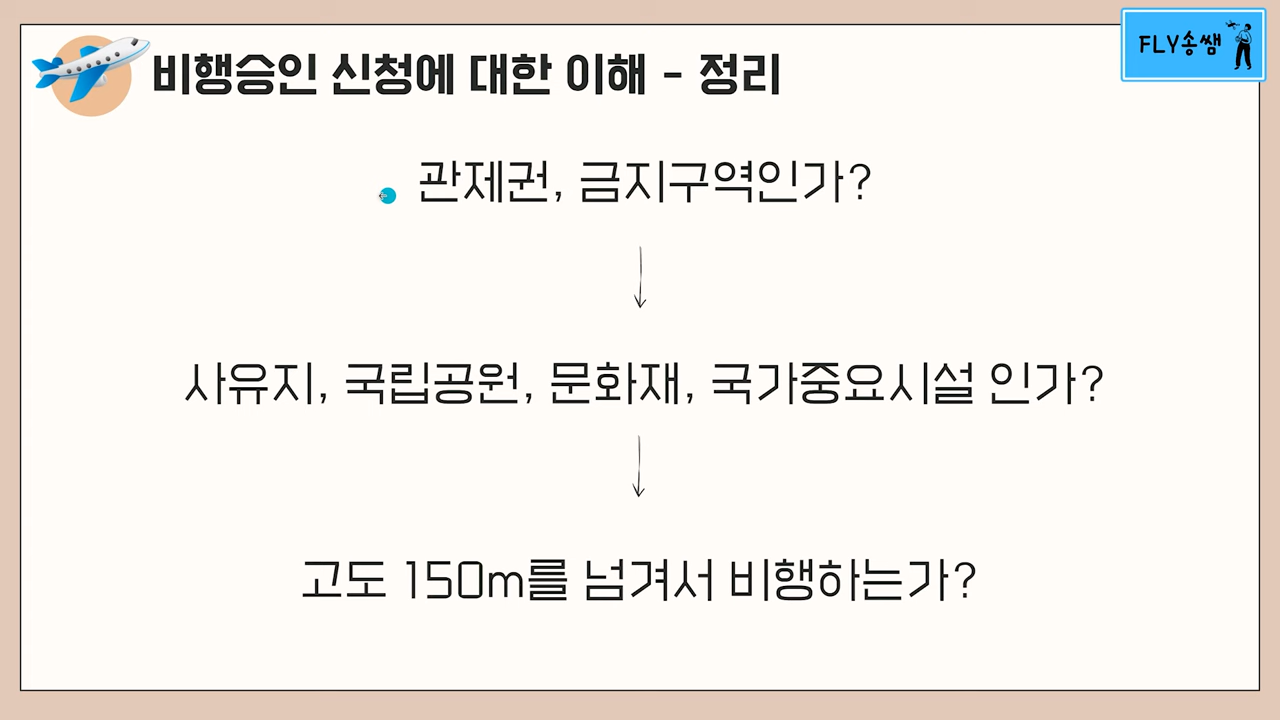 비행승인 신청에 대한 이해 - 정리
FLY송쌤
관제권, 금지구역인가?
사유지, 국립공원, 문화재, 국가중요시설 인가?
고도 150m를 넘겨서 비행하는가?